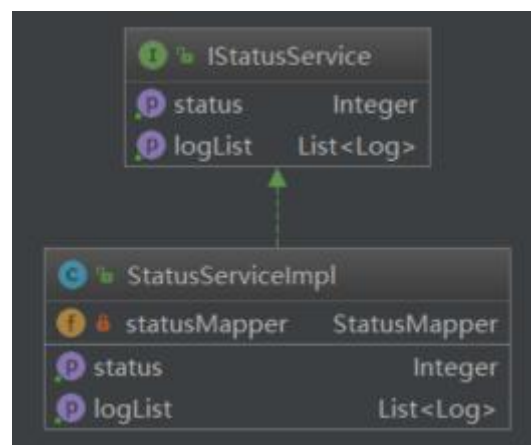 I IStatusService
p status Integer
p logList List<Log>
C StatusServiceImpl
f statusMapper StatusMapper
p status Integer
p logList List<Log>